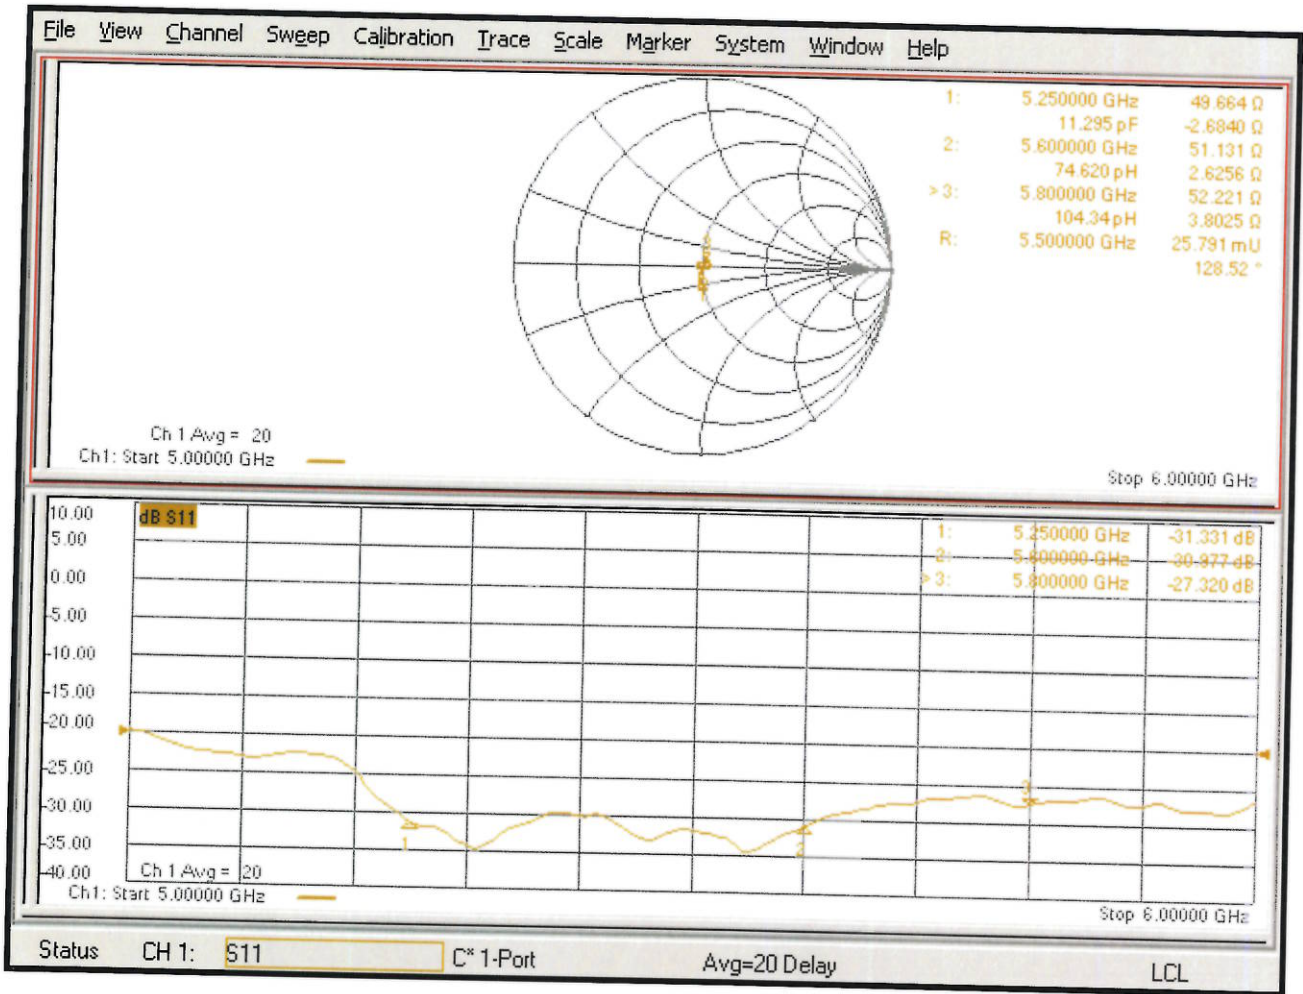 File View Channel Sweep Calibration Trace Scale Marker System Window Help
1: 5.250000 GHz 49.664 Ω
11.295 pF -2.6840 Ω
2: 5.600000 GHz 51.131 Ω
74.620 pH 2.6256 Ω
> 3: 5.800000 GHz 52.221 Ω
104.34 pH 3.8025 Ω
R: 5.500000 GHz 25.791 mU
128.52 °
Ch 1 Avg = 20
Ch1: Start 5.00000 GHz
Stop 6.00000 GHz
10.00
dB S11
1: 5.250000 GHz -31.331 dB
5.00
2: 5.600000 GHz -30.977 dB
0.00
> 3: 5.800000 GHz -27.320 dB
-5.00
-10.00
-15.00
-20.00
-25.00
-30.00
-35.00
-40.00
1
2
3
Ch 1 Avg = 20
Ch1: Start 5.00000 GHz
Stop 6.00000 GHz
Status CH 1: S11 C* 1-Port Avg=20 Delay LCL